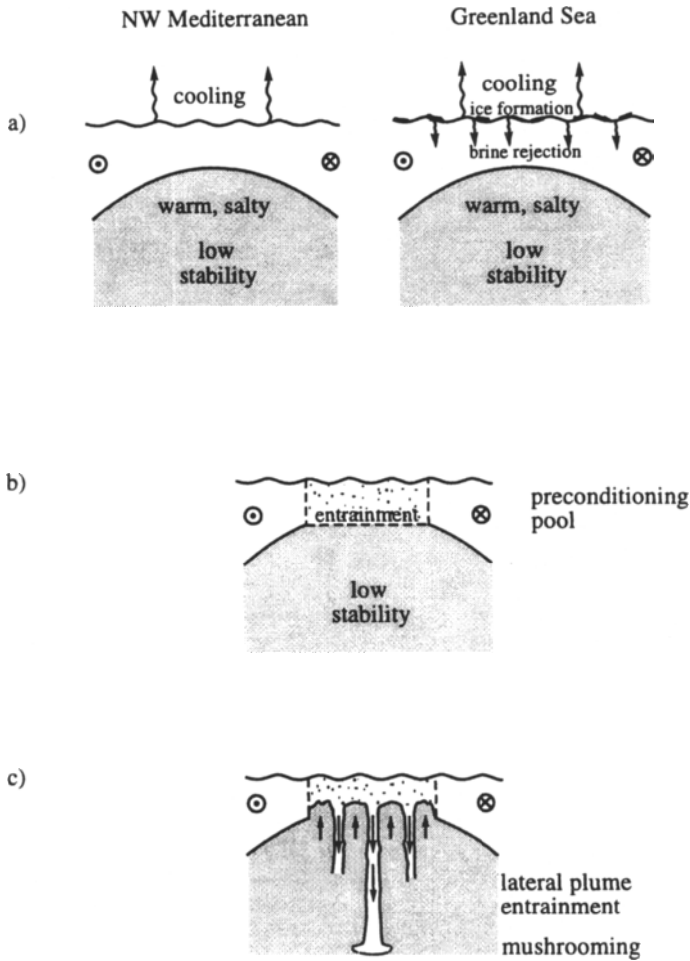 NW Mediterranean
Greenland Sea
a)
cooling
warm, salty
low
stability
cooling
ice formation
brine rejection
warm, salty
low
stability
b)
entrainment
preconditioning
pool
low
stability
c)
lateral plume
entrainment
mushrooming